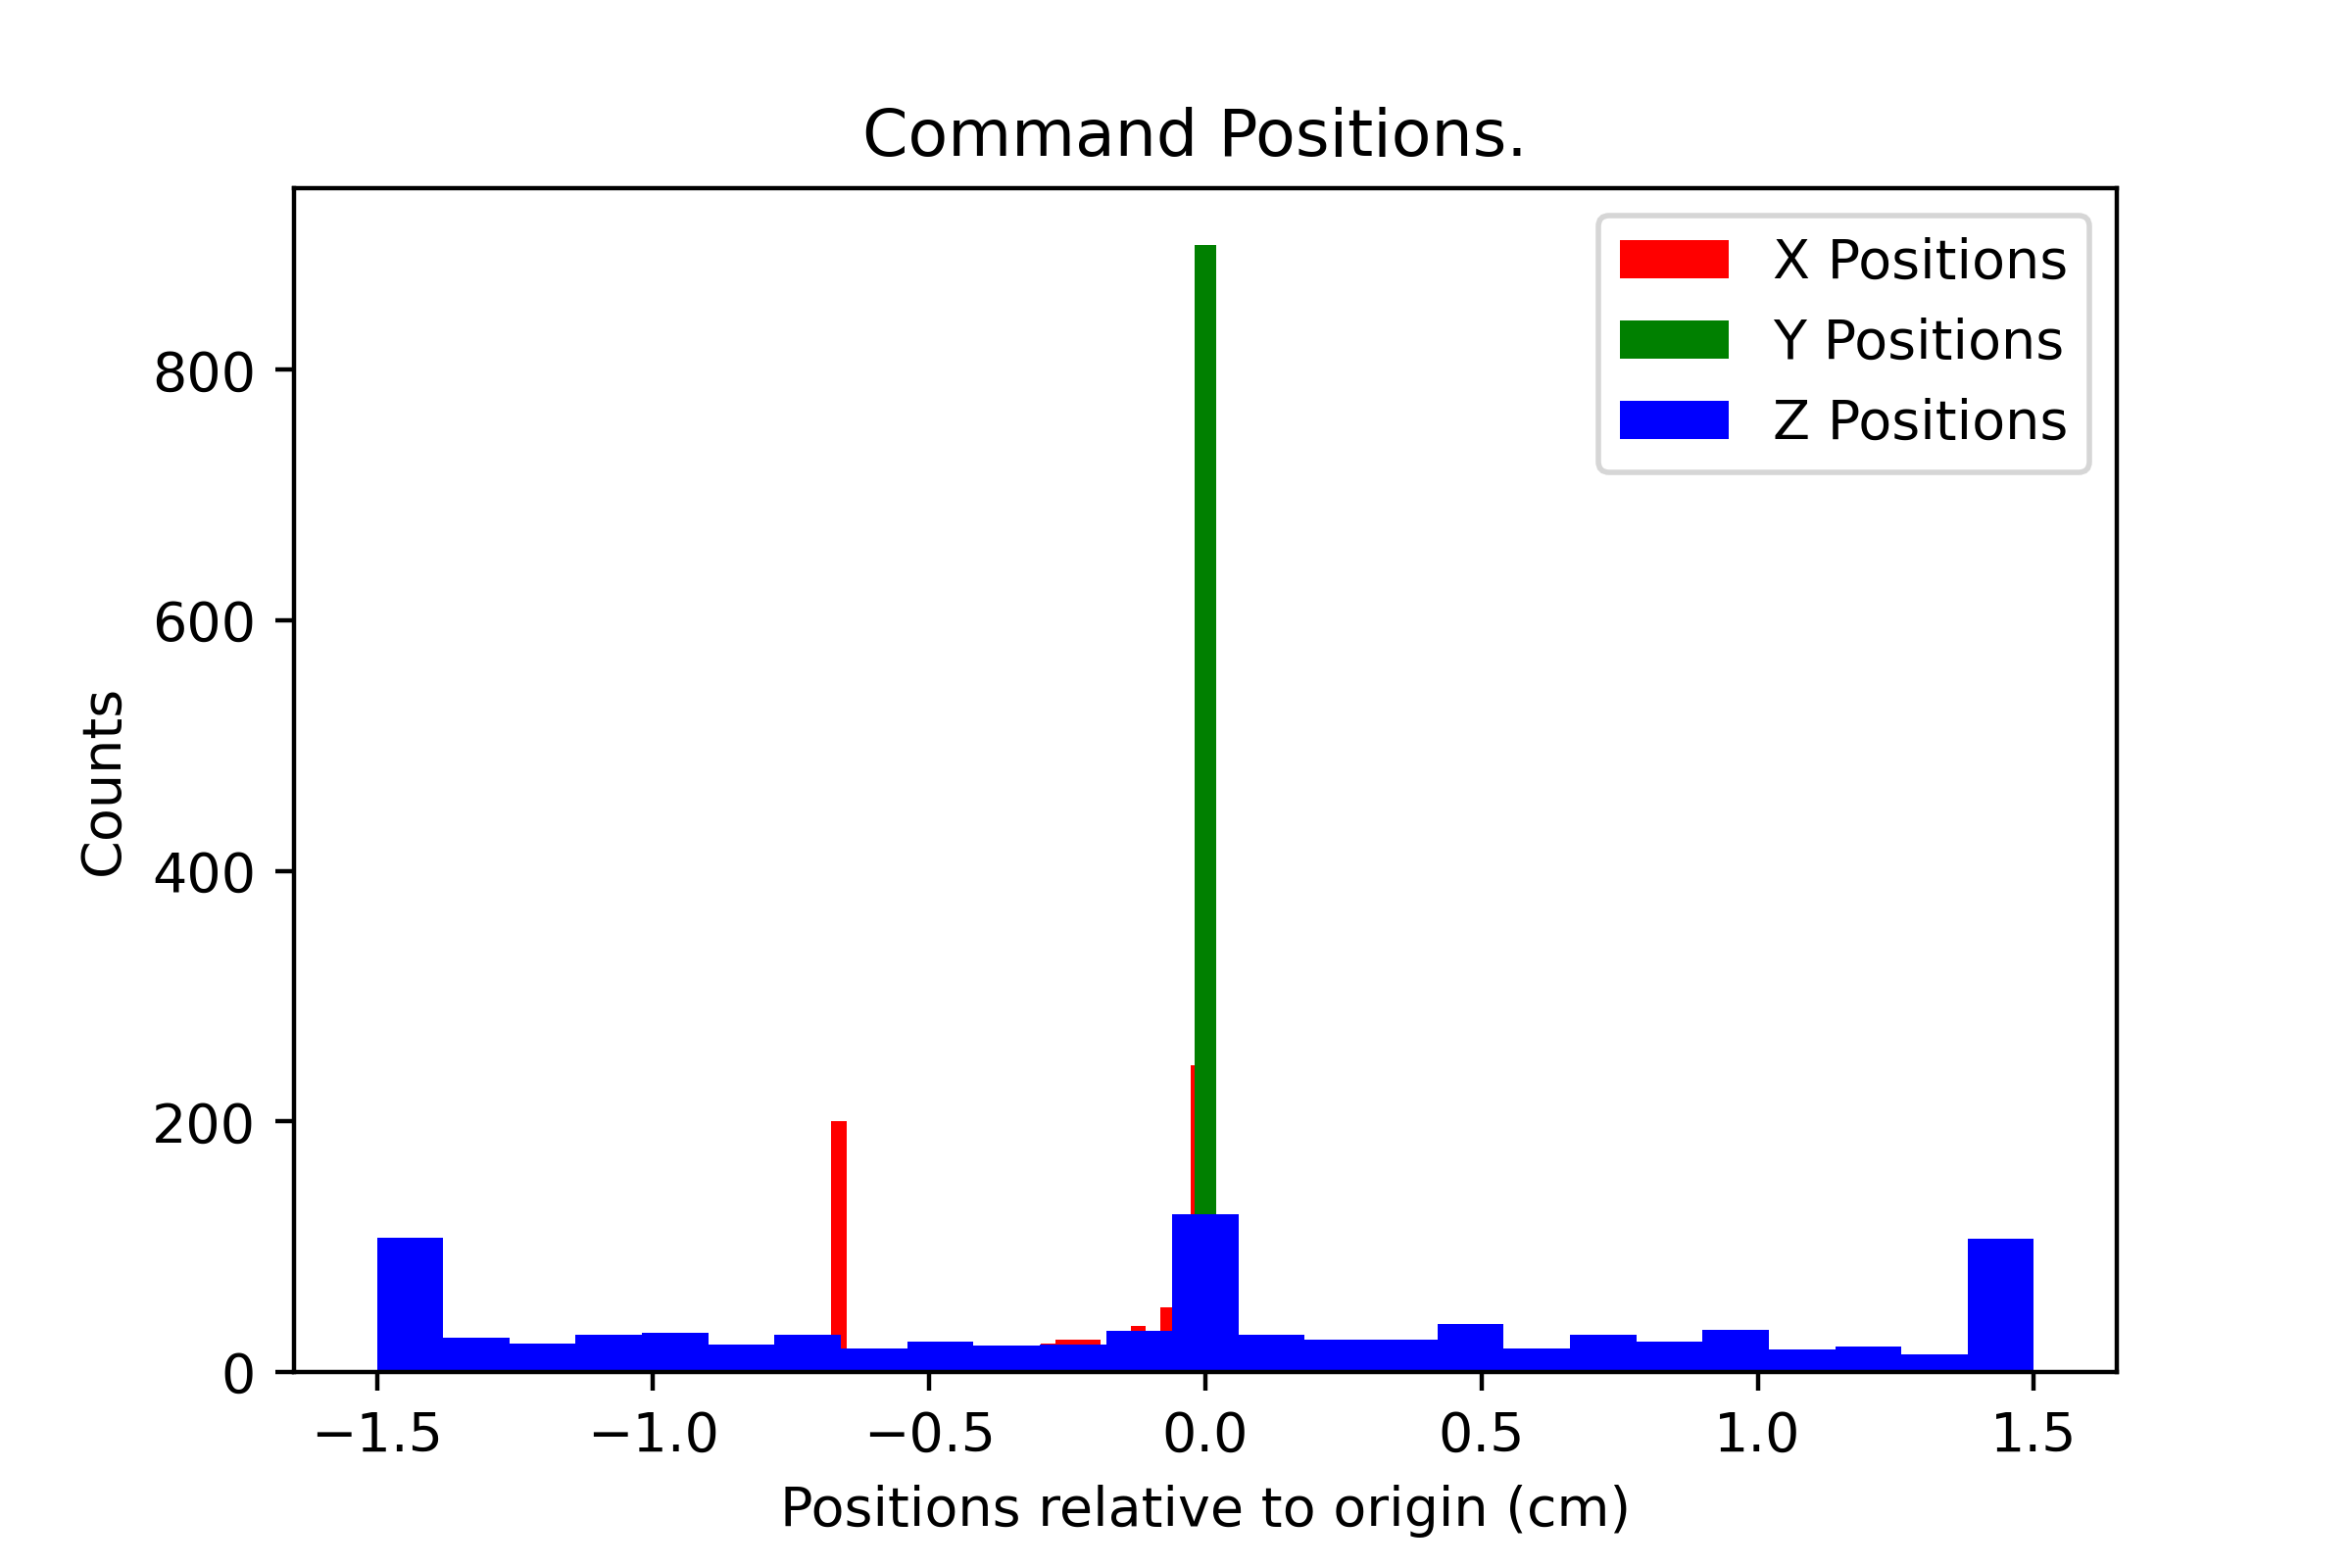 Command Positions.
X Positions
Y Positions
Z Positions
Counts
800
600
400
200
0
−1.5 −1.0 −0.5 0.0 0.5 1.0 1.5
Positions relative to origin (cm)